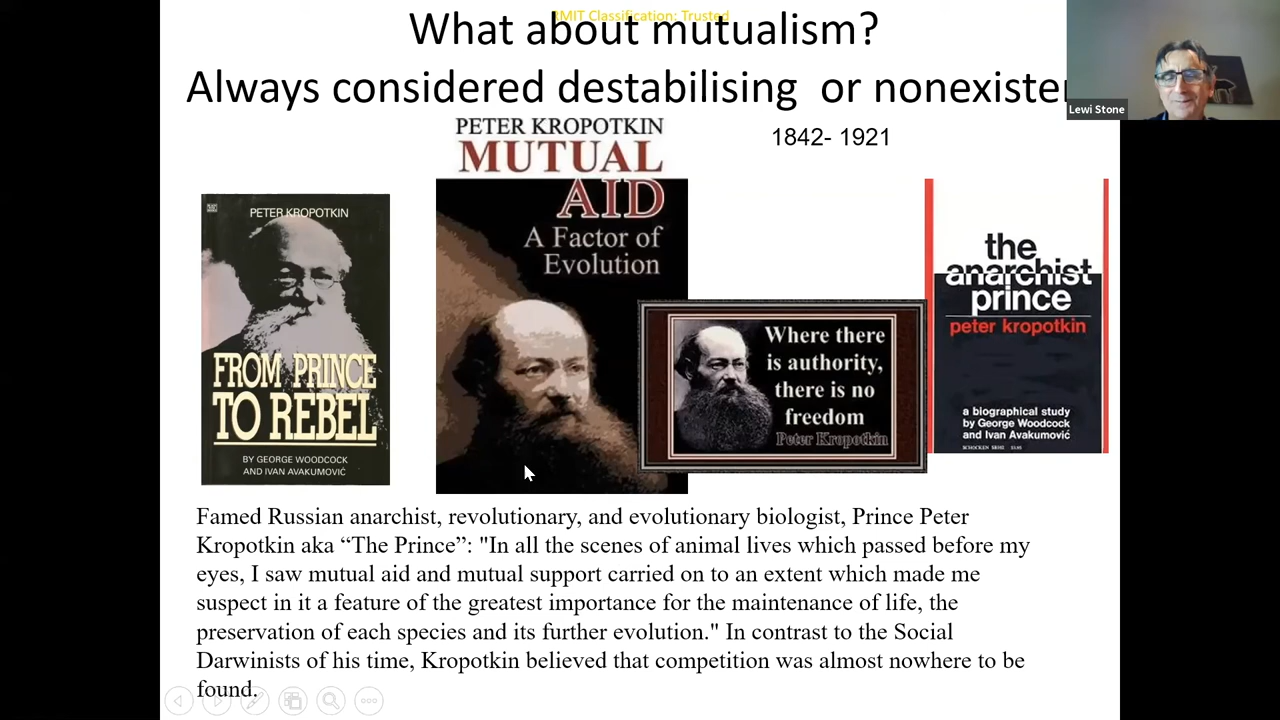 RMIT Classification: Trusted
What about mutualism?
Always considered destabilising or nonexisten
Lewi Stone
1842- 1921
PETER KROPOTKIN
FROM PRINCE
TO REBEL
BY GEORGE WOODCOCK
AND IVAN AVAKUMOVIĆ
PETER KROPOTKIN
MUTUAL
AID
A Factor of
Evolution
Where there
is authority,
there is no
freedom
Peter Kropotkin
the
anarchist
prince
peter kropotkin
a biographical study
by George Woodcock
and Ivan Avakumović
Famed Russian anarchist, revolutionary, and evolutionary biologist, Prince Peter
Kropotkin aka “The Prince”: "In all the scenes of animal lives which passed before my
eyes, I saw mutual aid and mutual support carried on to an extent which made me
suspect in it a feature of the greatest importance for the maintenance of life, the
preservation of each species and its further evolution." In contrast to the Social
Darwinists of his time, Kropotkin believed that competition was almost nowhere to be
found.